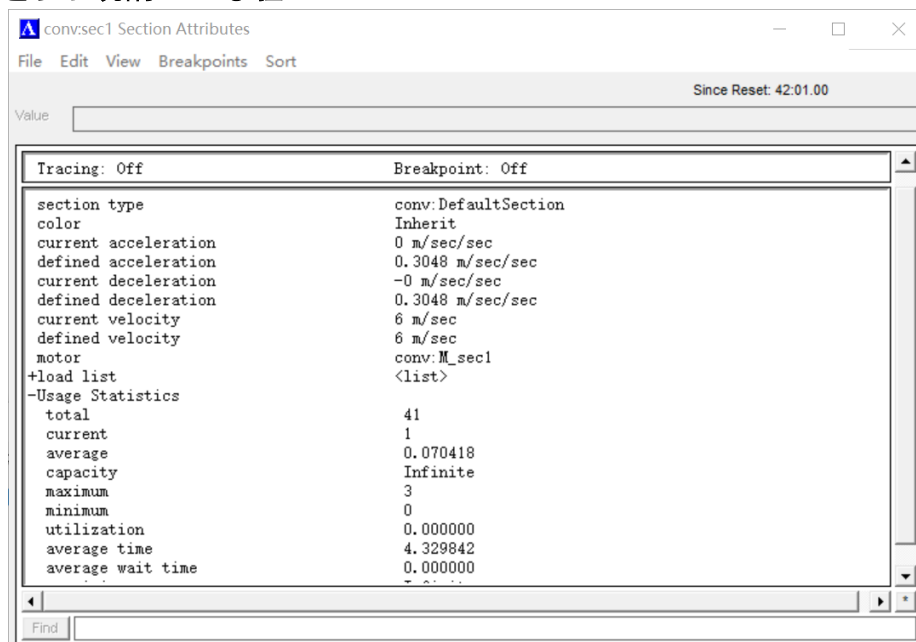 conv:sec1 Section Attributes
File Edit View Breakpoints Sort
Since Reset: 42:01.00
Value
Tracing: Off Breakpoint: Off
section type conv:DefaultSection
color Inherit
current acceleration 0 m/sec/sec
defined acceleration 0.3048 m/sec/sec
current deceleration -0 m/sec/sec
defined deceleration 0.3048 m/sec/sec
current velocity 6 m/sec
defined velocity 6 m/sec
motor conv:M_sec1
+load list <list>
-Usage Statistics
total 41
current 1
average 0.070418
capacity Infinite
maximum 3
minimum 0
utilization 0.000000
average time 4.329842
average wait time 0.000000
Find